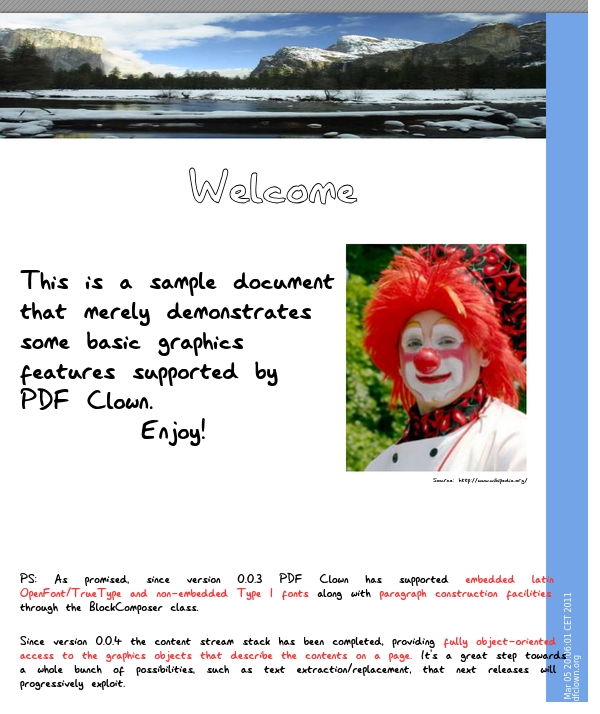 Welcome
This is a sample document
that merely demonstrates
some basic graphics
features supported by
PDF Clown.
Enjoy!
Source: http://www.wikipedia.org/
PS: As promised, since version 0.0.3 PDF Clown has supported embedded latin
OpenFont/TrueType and non-embedded Type 1 fonts along with paragraph construction facilities
through the BlockComposer class.
Since version 0.0.4 the content stream stack has been completed, providing fully object-oriented
access to the graphics objects that describe the contents on a page. It's a great step towards
a whole bunch of possibilities, such as text extraction/replacement, that next releases will
progressively exploit.
Mar 05 20:06:01 CET 2011
dfclown.org